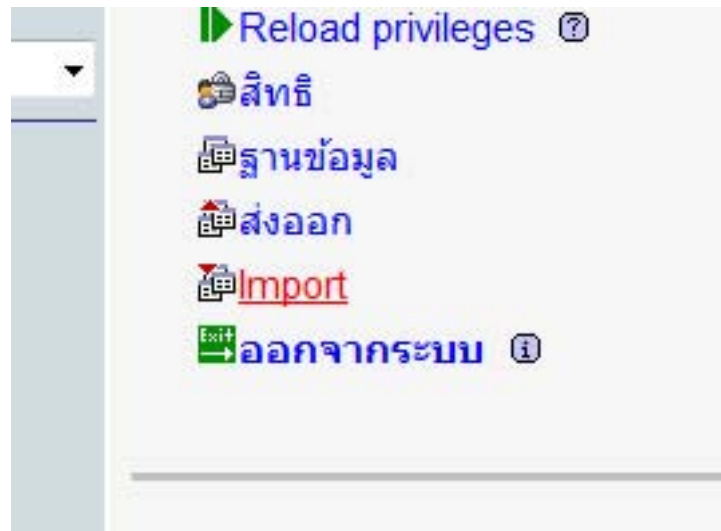 Reload privileges ?
สิทธิ
ฐานข้อมูล
ส่งออก
Import
Exit ออกจากระบบ i